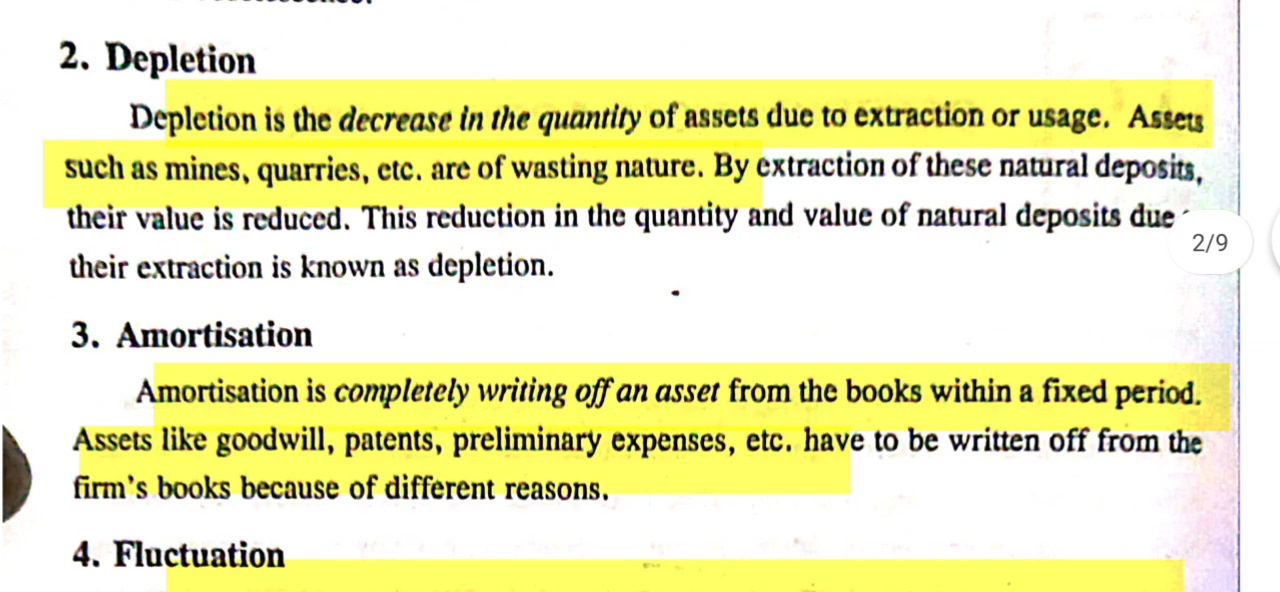 2. Depletion
Depletion is the decrease in the quantity of assets due to extraction or usage. Assets
such as mines, quarries, etc. are of wasting nature. By extraction of these natural deposits,
their value is reduced. This reduction in the quantity and value of natural deposits due
2/9
their extraction is known as depletion.
3. Amortisation
Amortisation is completely writing off an asset from the books within a fixed period.
Assets like goodwill, patents, preliminary expenses, etc. have to be written off from the
firm's books because of different reasons.
4. Fluctuation